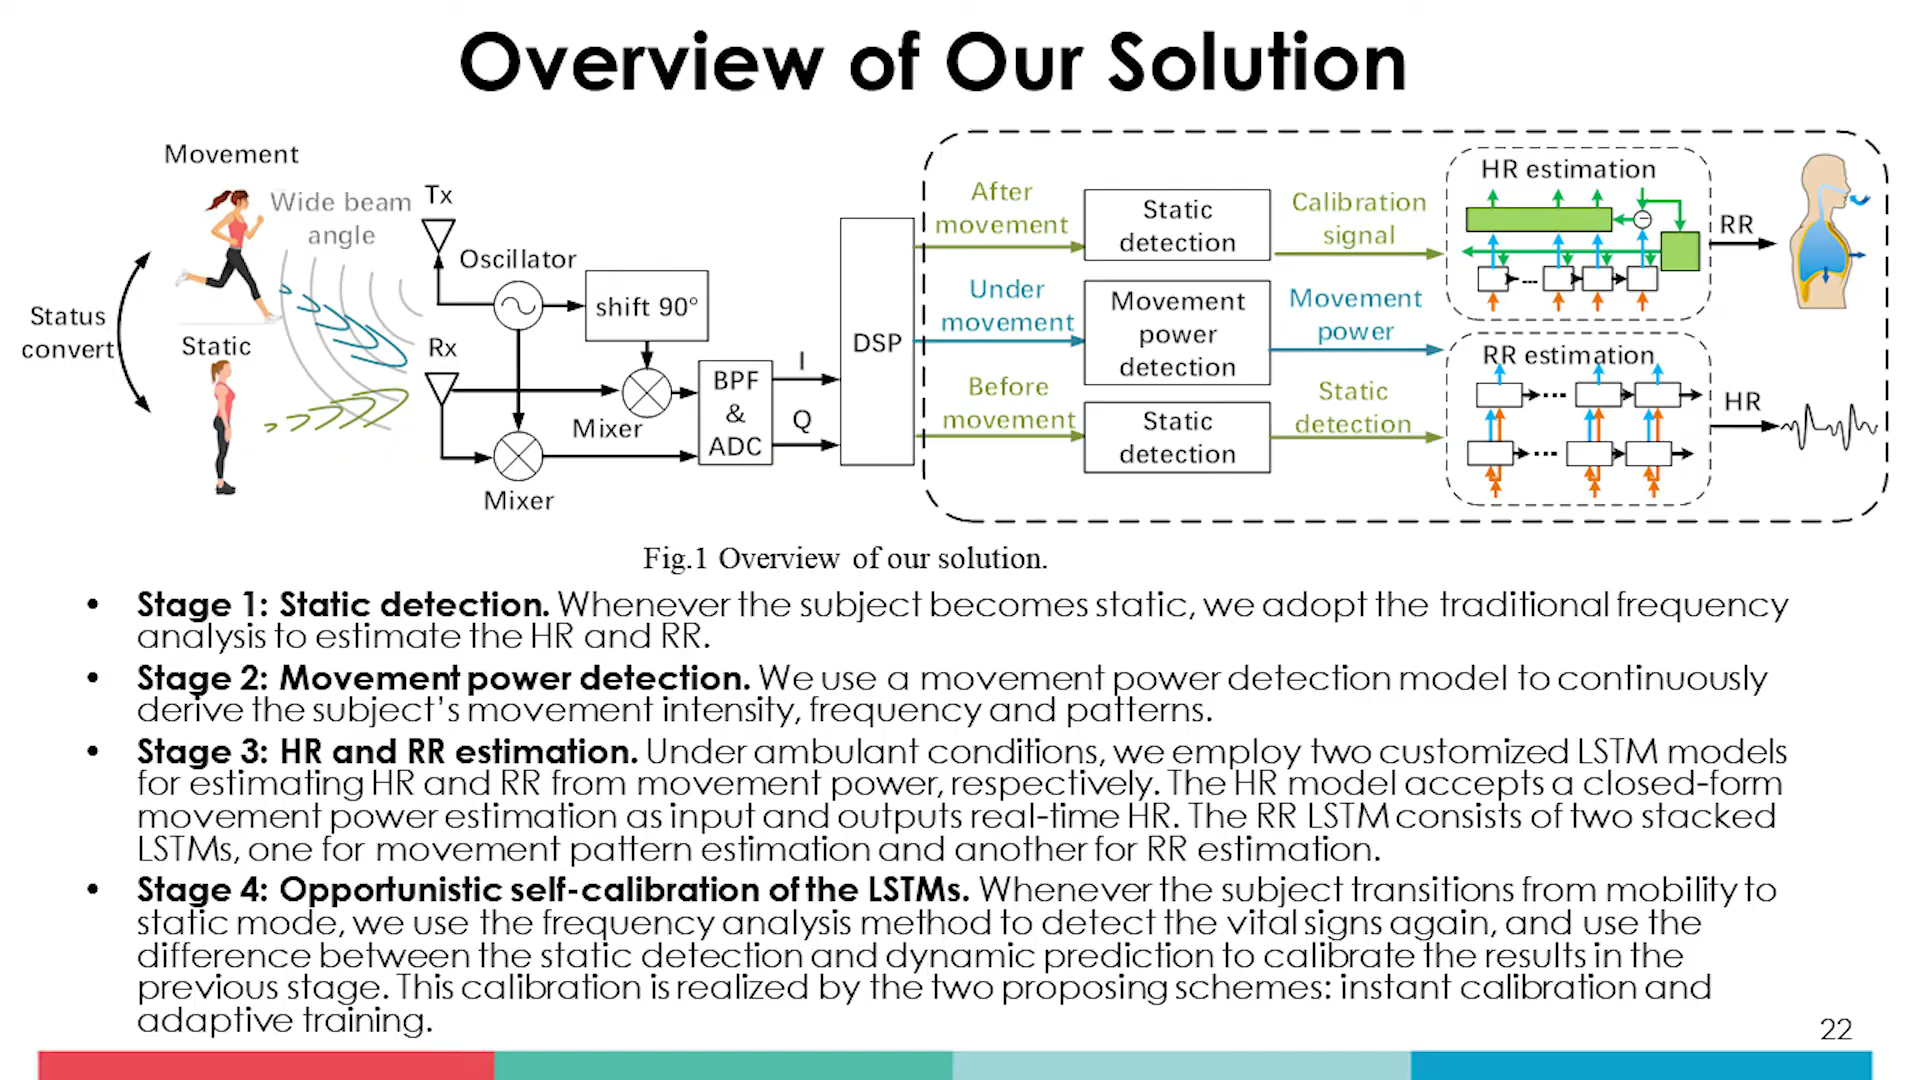 Overview of Our Solution
Movement
Wide beam
angle
Tx
Oscillator
shift 90°
Status
convert
Static
Rx
Mixer
Mixer
BPF
&
ADC
I
Q
DSP
After
movement
Under
movement
Before
movement
Static
detection
Movement
power
detection
Static
detection
Calibration
signal
Movement
power
Static
detection
HR estimation
RR
RR estimation
HR
Fig.1 Overview of our solution.
• Stage 1: Static detection. Whenever the subject becomes static, we adopt the traditional frequency
analysis to estimate the HR and RR.
• Stage 2: Movement power detection. We use a movement power detection model to continuously
derive the subject’s movement intensity, frequency and patterns.
• Stage 3: HR and RR estimation. Under ambulant conditions, we employ two customized LSTM models
for estimating HR and RR from movement power, respectively. The HR model accepts a closed-form
movement power estimation as input and outputs real-time HR. The RR LSTM consists of two stacked
LSTMs, one for movement pattern estimation and another for RR estimation.
• Stage 4: Opportunistic self-calibration of the LSTMs. Whenever the subject transitions from mobility to
static mode, we use the frequency analysis method to detect the vital signs again, and use the
difference between the static detection and dynamic prediction to calibrate the results in the
previous stage. This calibration is realized by the two proposing schemes: instant calibration and
adaptive training.
22